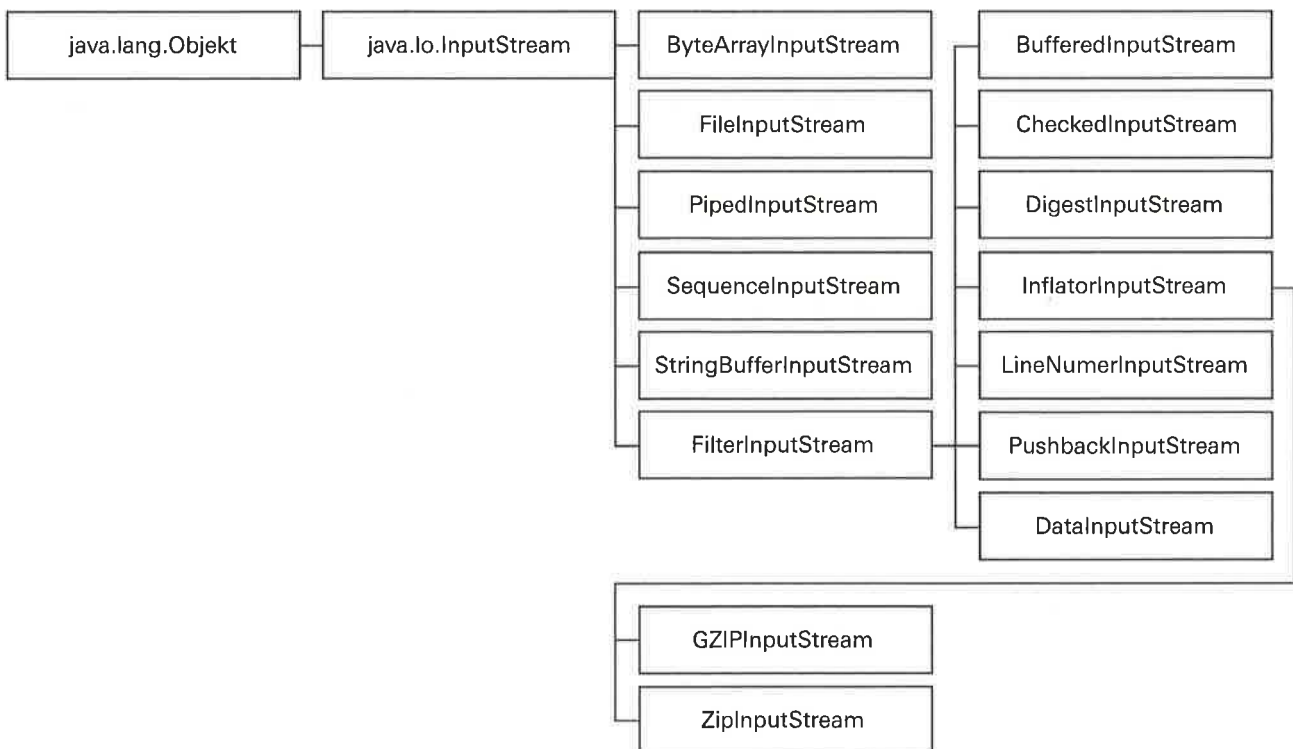 java.lang.Objekt
java.Io.InputStream
ByteArrayInputStream
BufferedInputStream
FileInputStream
CheckedInputStream
PipedInputStream
DigestInputStream
SequenceInputStream
InflatorInputStream
StringBufferInputStream
LineNumerInputStream
FilterInputStream
PushbackInputStream
DataInputStream
GZIPInputStream
ZipInputStream